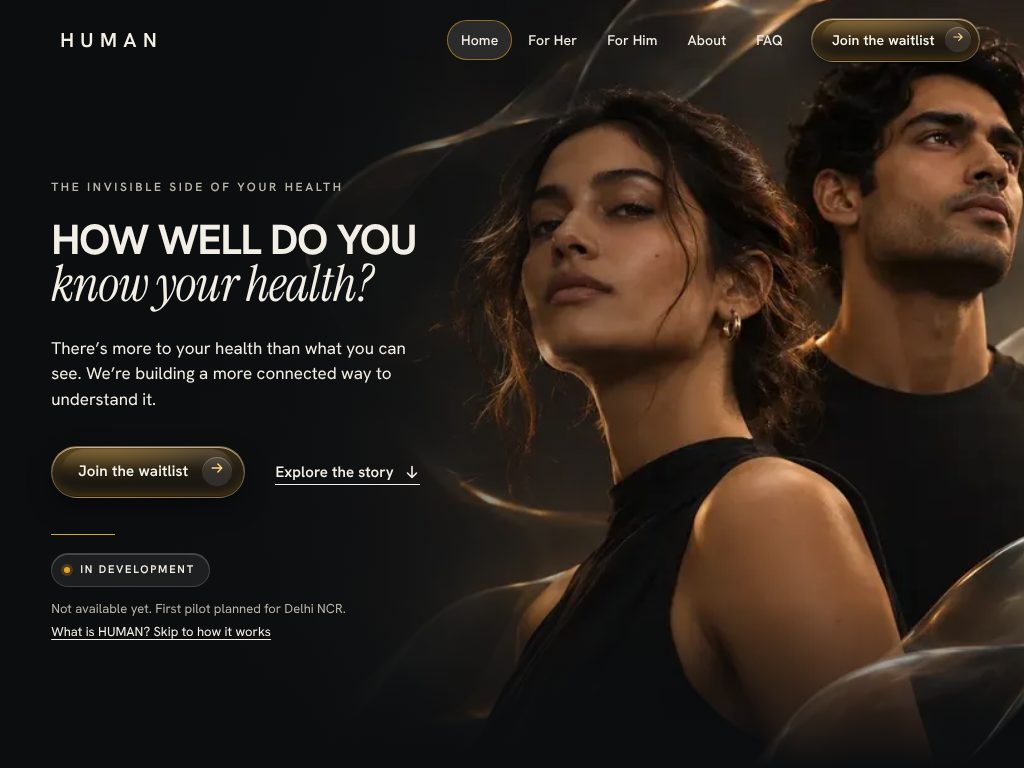 HUMAN
Home
For Her
For Him
About
FAQ
Join the waitlist →
THE INVISIBLE SIDE OF YOUR HEALTH
HOW WELL DO YOU
know your health?
There’s more to your health than what you can
see. We’re building a more connected way to
understand it.
Join the waitlist →
Explore the story ↓
IN DEVELOPMENT
Not available yet. First pilot planned for Delhi NCR.
What is HUMAN? Skip to how it works